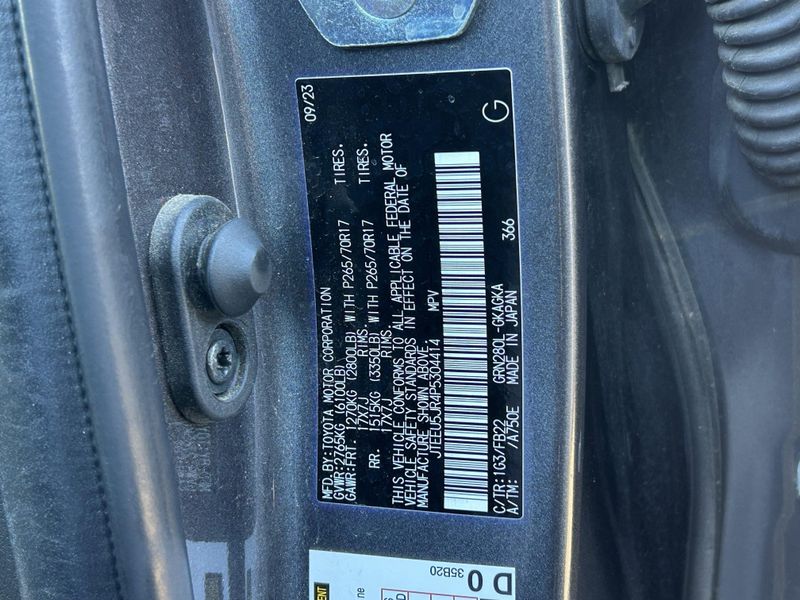 MFD.BY:TOYOTA MOTOR CORPORATION 09/23
GVWR:2765KG (6100LB)
GAWR:FRT. 1270KG (2800LB) WITH P265/70R17 TIRES.
17X7J RIMS.
RR. 1515KG (3350LB) WITH P265/70R17 TIRES.
17X7J RIMS.
THIS VEHICLE CONFORMS TO ALL APPLICABLE FEDERAL MOTOR
VEHICLE SAFETY STANDARDS IN EFFECT ON THE DATE OF
MANUFACTURE SHOWN ABOVE.
JTEEU5JR4P5304414 MPV
C/TR:1G3/FB22 GRN280L-GKAGKA 366 G
A/TM: /A750E MADE IN JAPAN
D 0
35B20